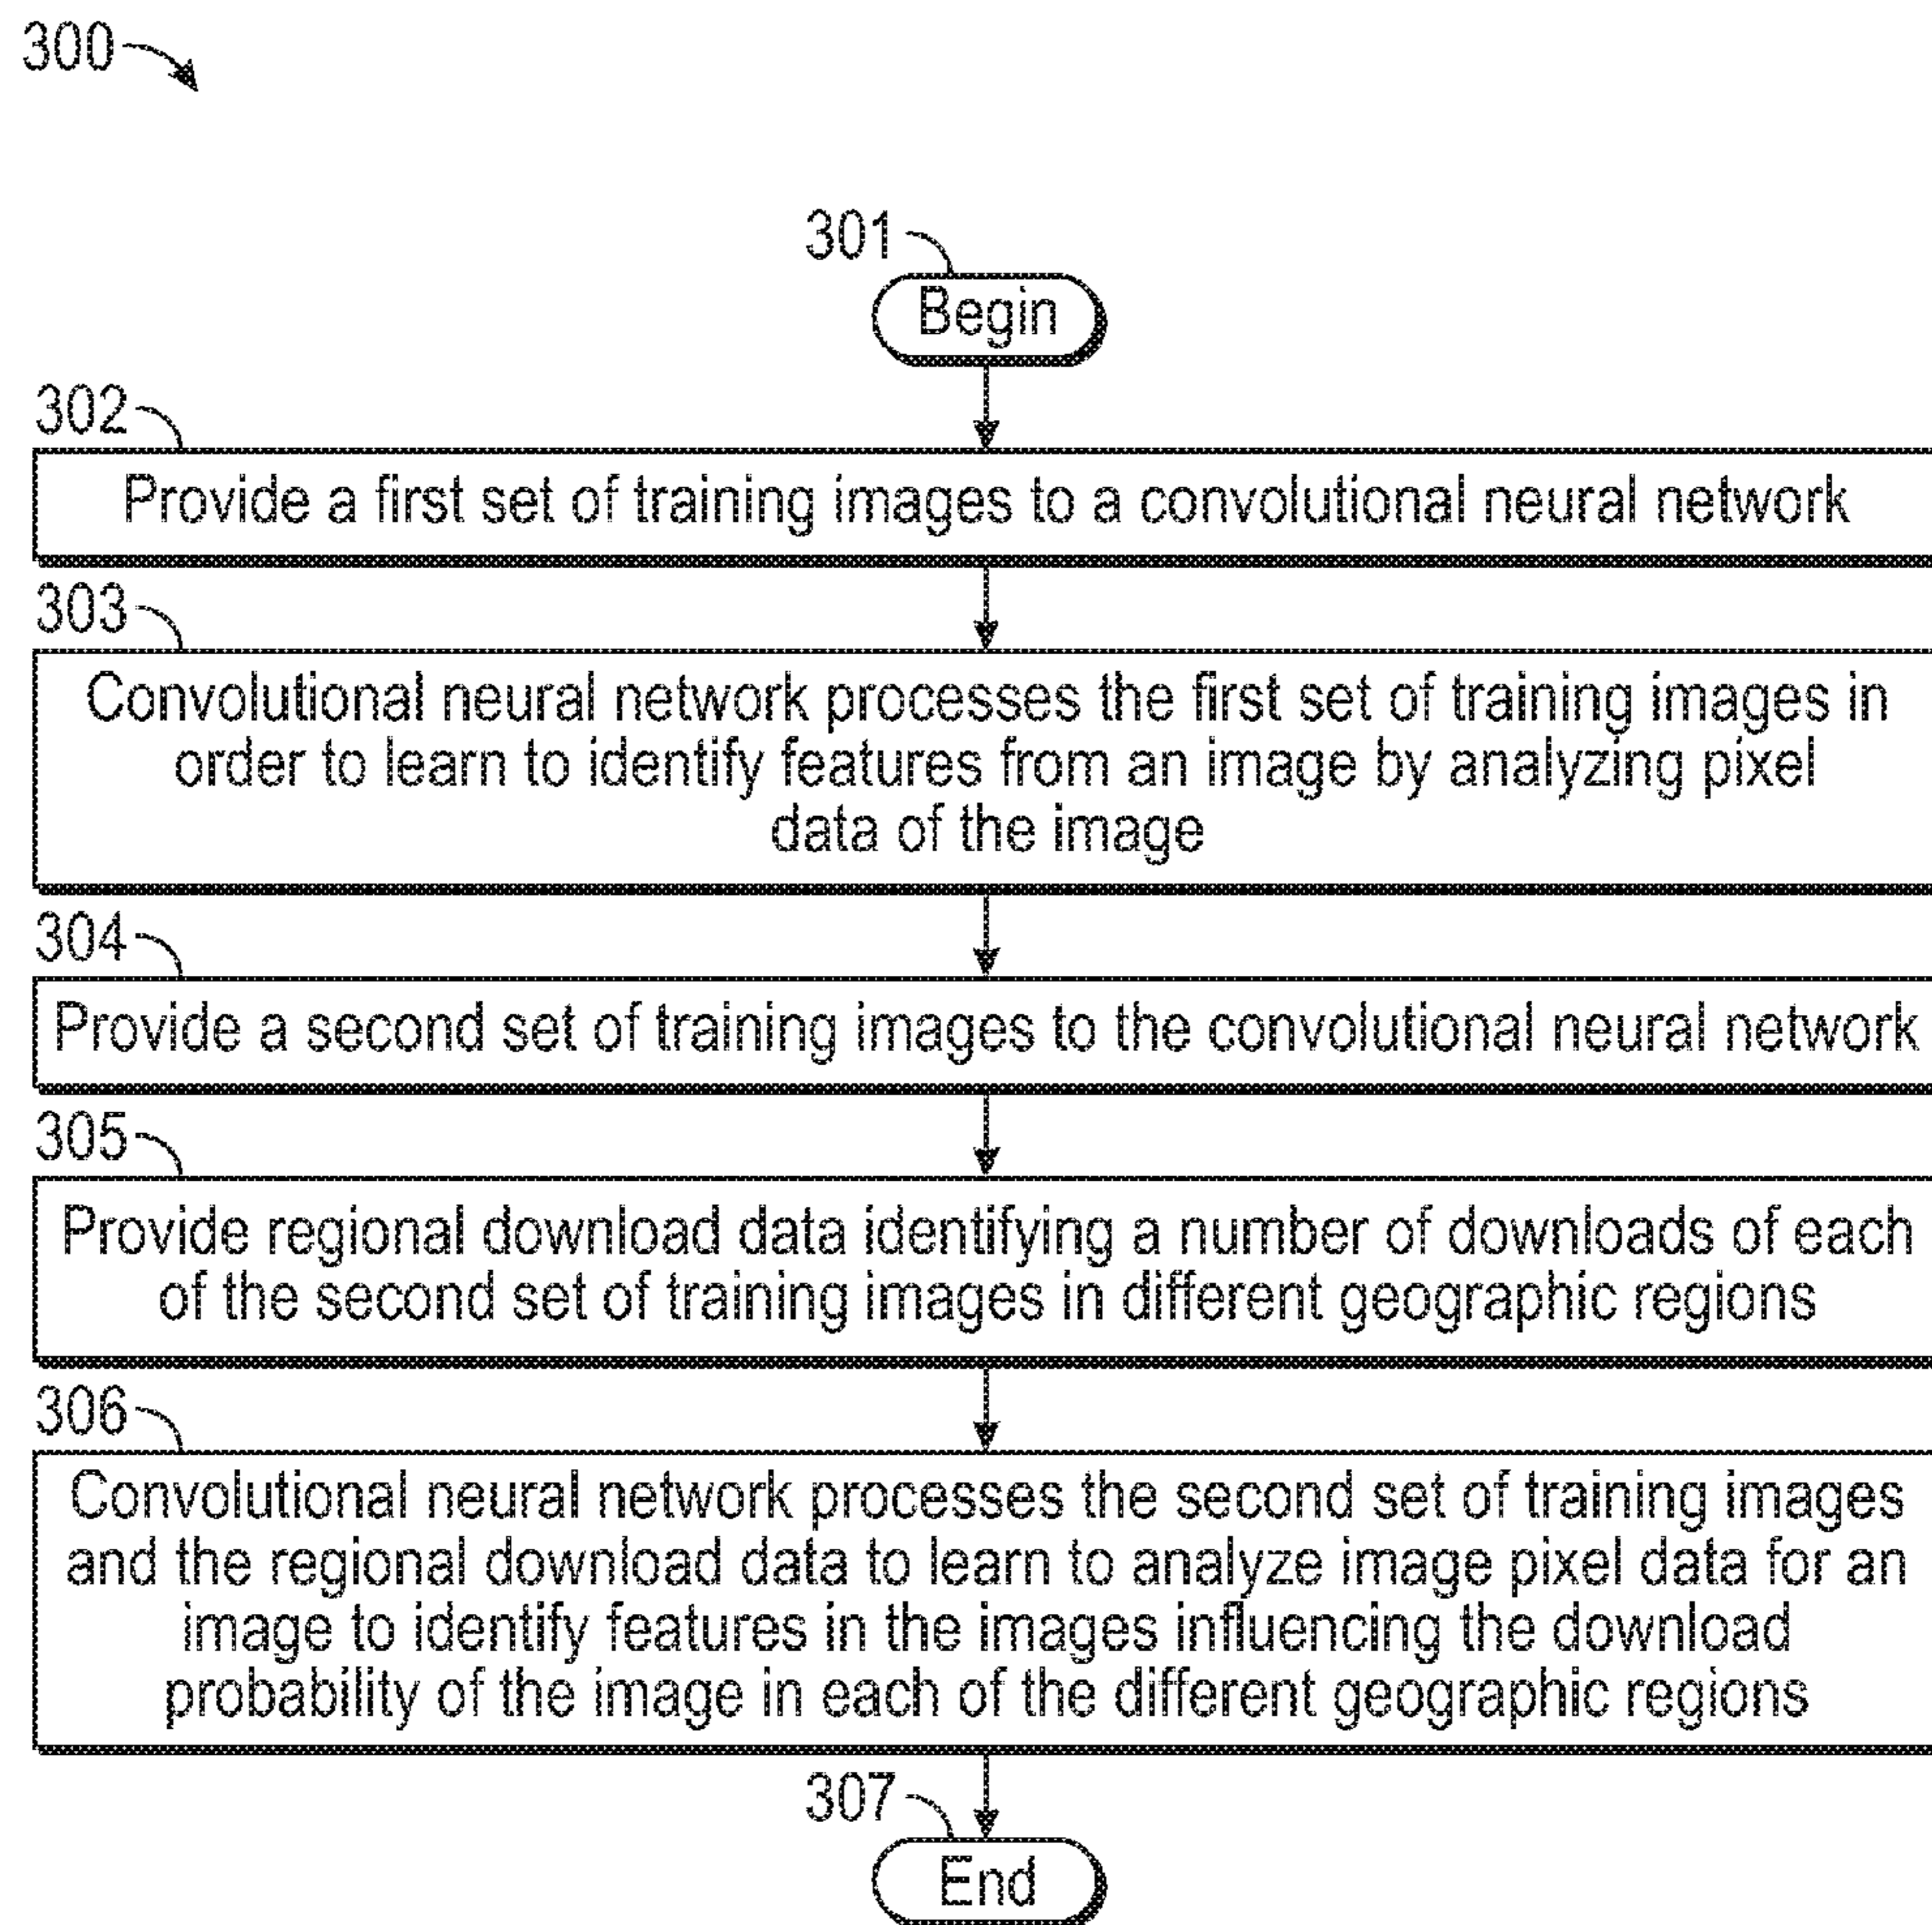 300
301
Begin
302
Provide a first set of training images to a convolutional neural network
303
Convolutional neural network processes the first set of training images in
order to learn to identify features from an image by analyzing pixel
data of the image
304
Provide a second set of training images to the convolutional neural network
305
Provide regional download data identifying a number of downloads of each
of the second set of training images in different geographic regions
306
Convolutional neural network processes the second set of training images
and the regional download data to learn to analyze image pixel data for an
image to identify features in the images influencing the download
probability of the image in each of the different geographic regions
307
End